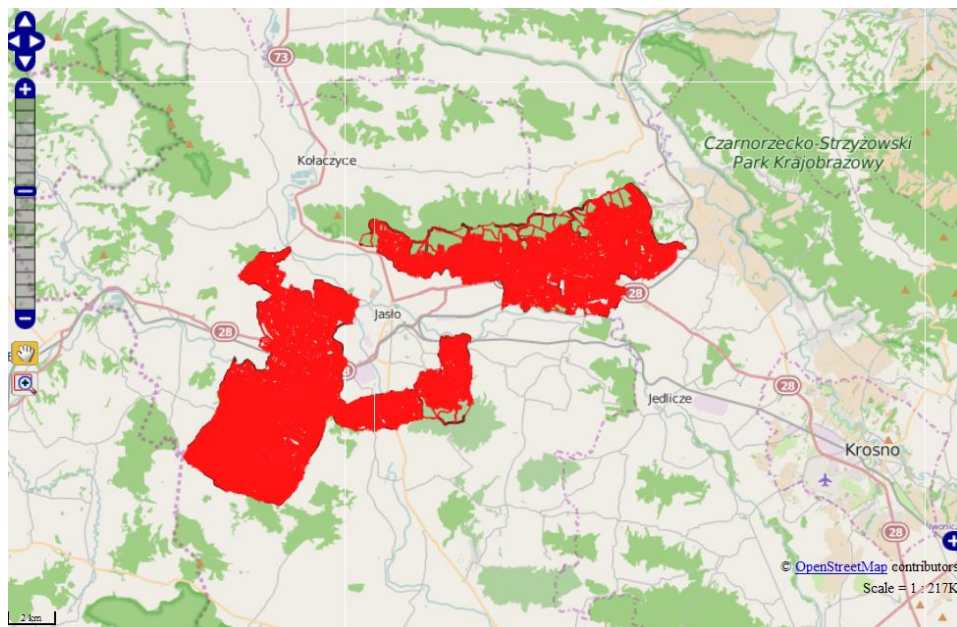 73
Czarnorzecko-Strzyżowski
Park Krajobrazowy
Kołaczyce
28
Jasło
28
28
Jedlicze
Krosno
28
© OpenStreetMap contributors
Scale = 1 : 217K
2 km